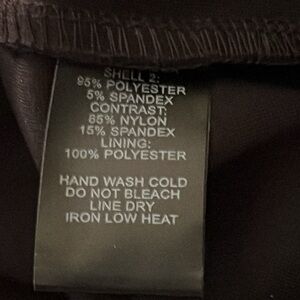 SHELL 2:
95% POLYESTER
5% SPANDEX
CONTRAST:
85% NYLON
15% SPANDEX
LINING:
100% POLYESTER
HAND WASH COLD
DO NOT BLEACH
LINE DRY
IRON LOW HEAT